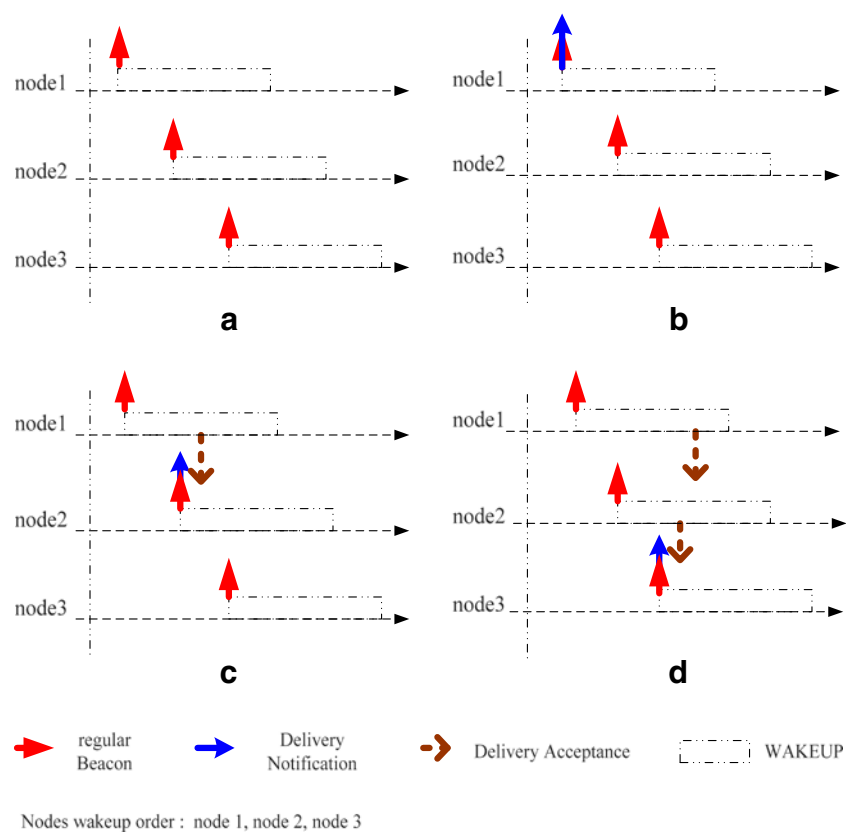 node1
node2
node3
a
node1
node2
node3
b
node1
node2
node3
c
node1
node2
node3
d
regular
Beacon
Delivery
Notification
Delivery Acceptance
WAKEUP
Nodes wakeup order : node 1, node 2, node 3